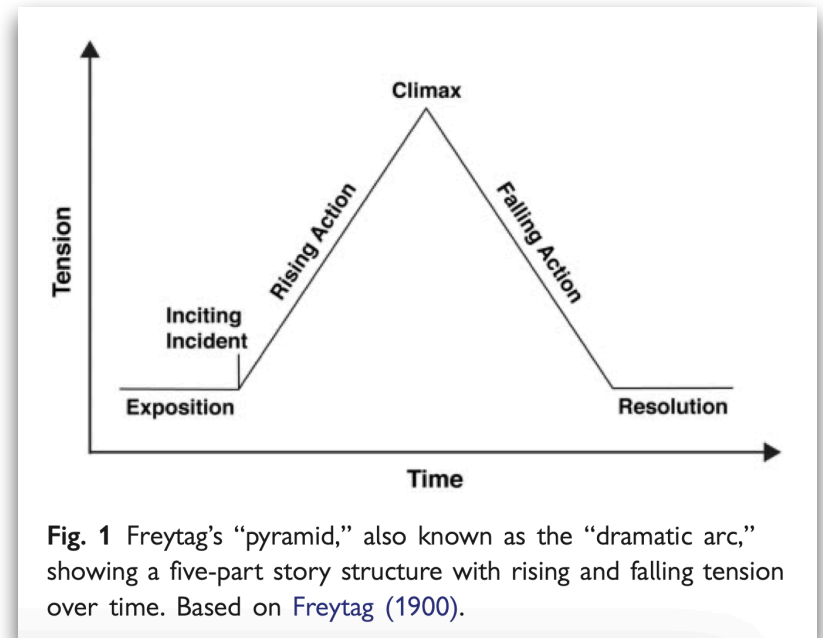 Climax
Tension
Rising Action
Falling Action
Inciting
Incident
Exposition
Resolution
Time
Fig. 1 Freytag's “pyramid,” also known as the “dramatic arc,”
showing a five-part story structure with rising and falling tension
over time. Based on Freytag (1900).